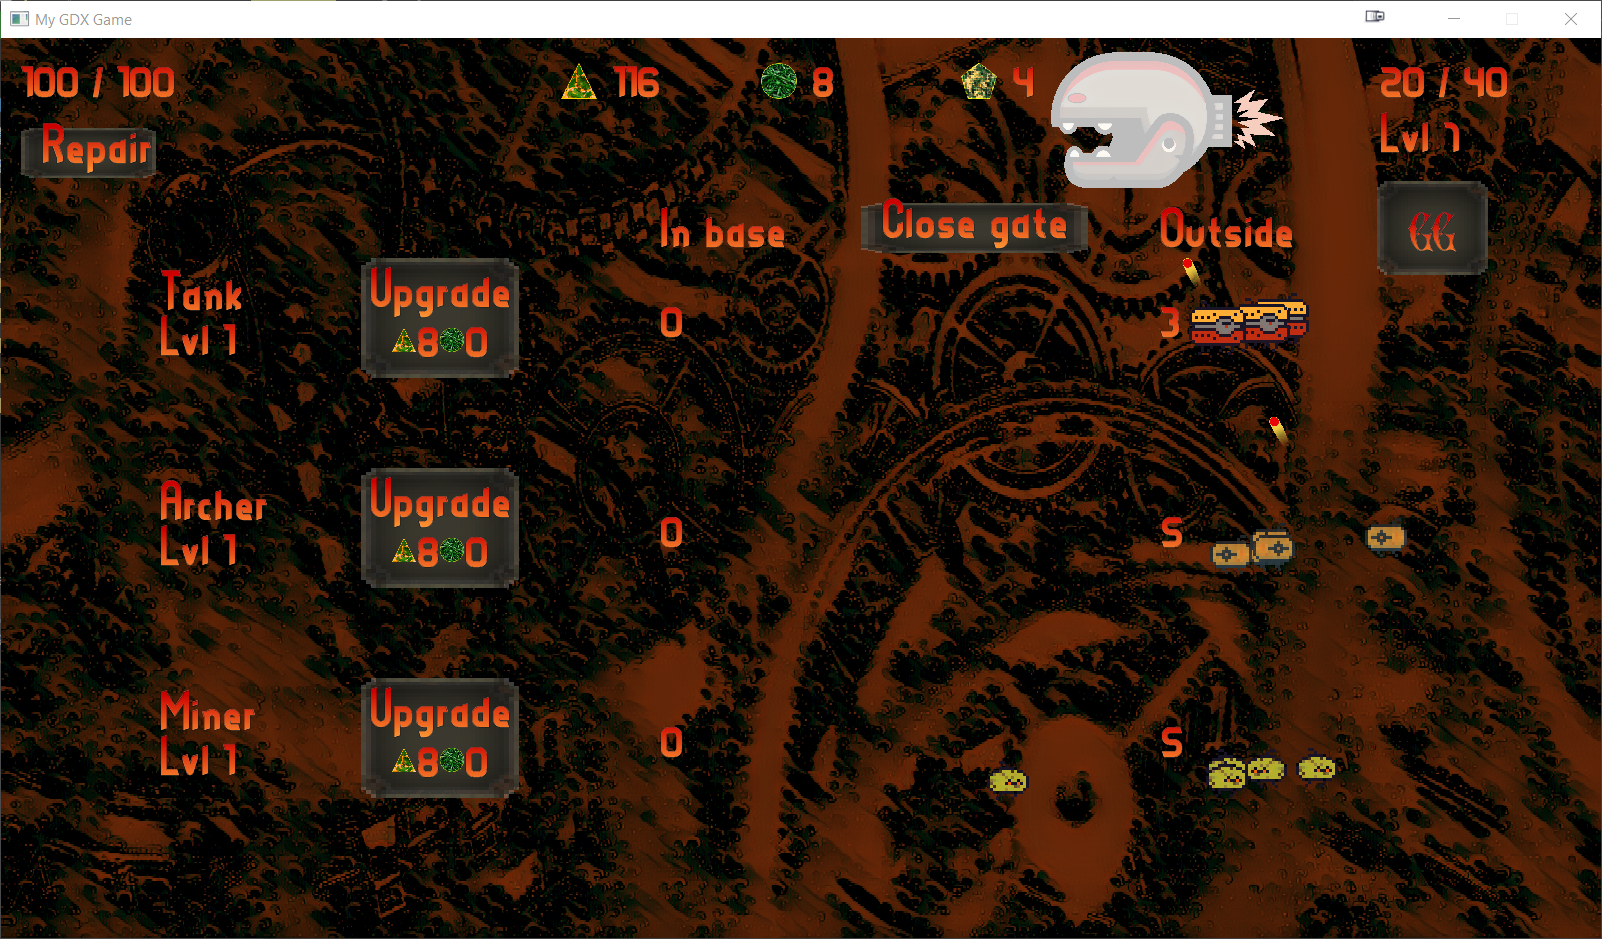 My GDX Game
100 / 100
116
8
4
20 / 40
Repair
Lvl 1
In base
Close gate
Outside
GG
Tank
Lvl 1
Upgrade
80
0
3
Archer
Lvl 1
Upgrade
80
0
5
Miner
Lvl 1
Upgrade
80
0
5